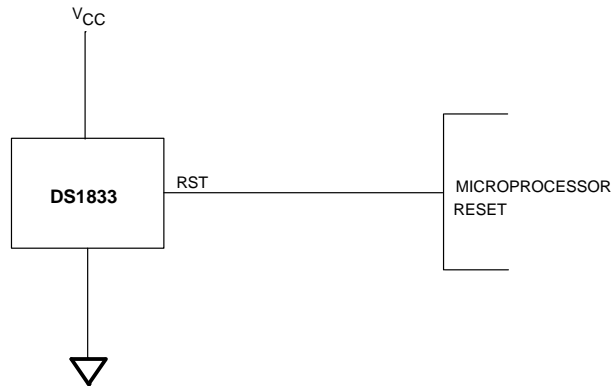 VCC
DS1833
RST
MICROPROCESSOR
RESET